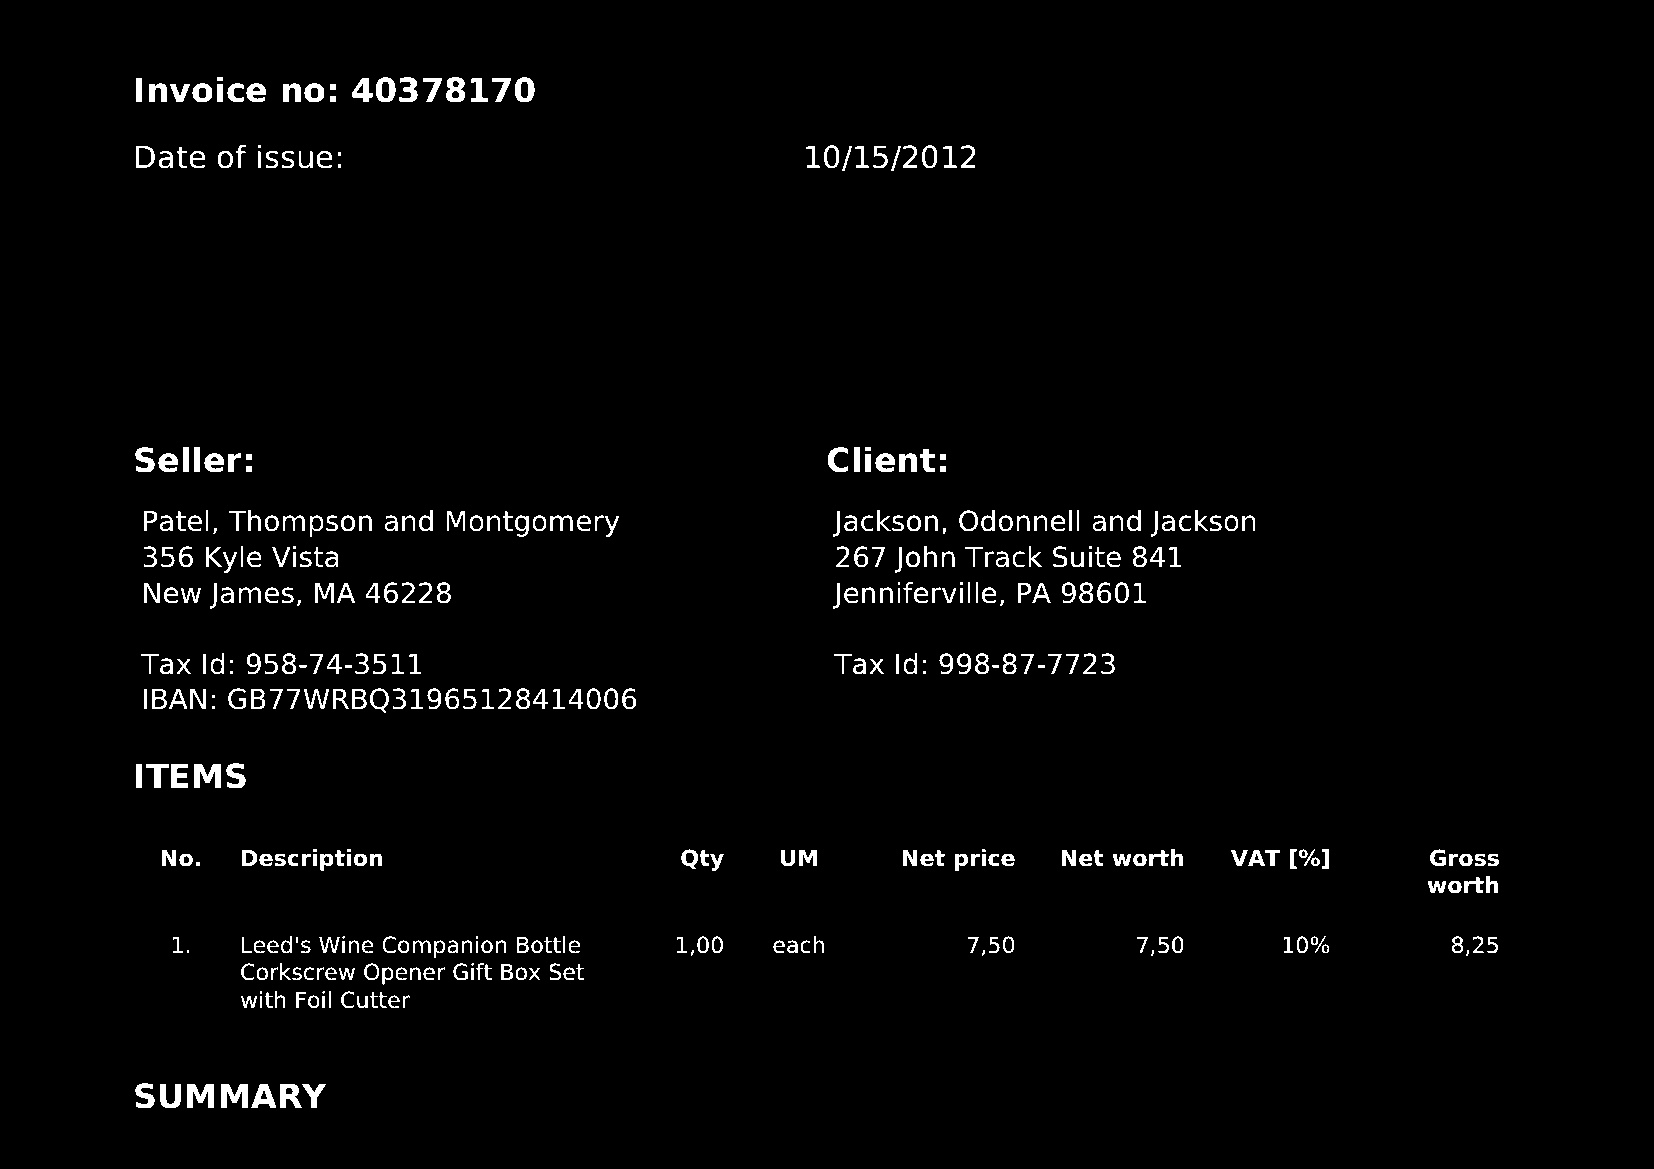 Invoice no: 40378170
Date of issue: 10/15/2012
Seller:
Patel, Thompson and Montgomery
356 Kyle Vista
New James, MA 46228
Tax Id: 958-74-3511
IBAN: GB77WRBQ31965128414006
Client:
Jackson, Odonnell and Jackson
267 John Track Suite 841
Jenniferville, PA 98601
Tax Id: 998-87-7723
ITEMS
No. Description Qty UM Net price Net worth VAT [%] Gross
worth
1. Leed's Wine Companion Bottle 1,00 each 7,50 7,50 10% 8,25
Corkscrew Opener Gift Box Set
with Foil Cutter
SUMMARY